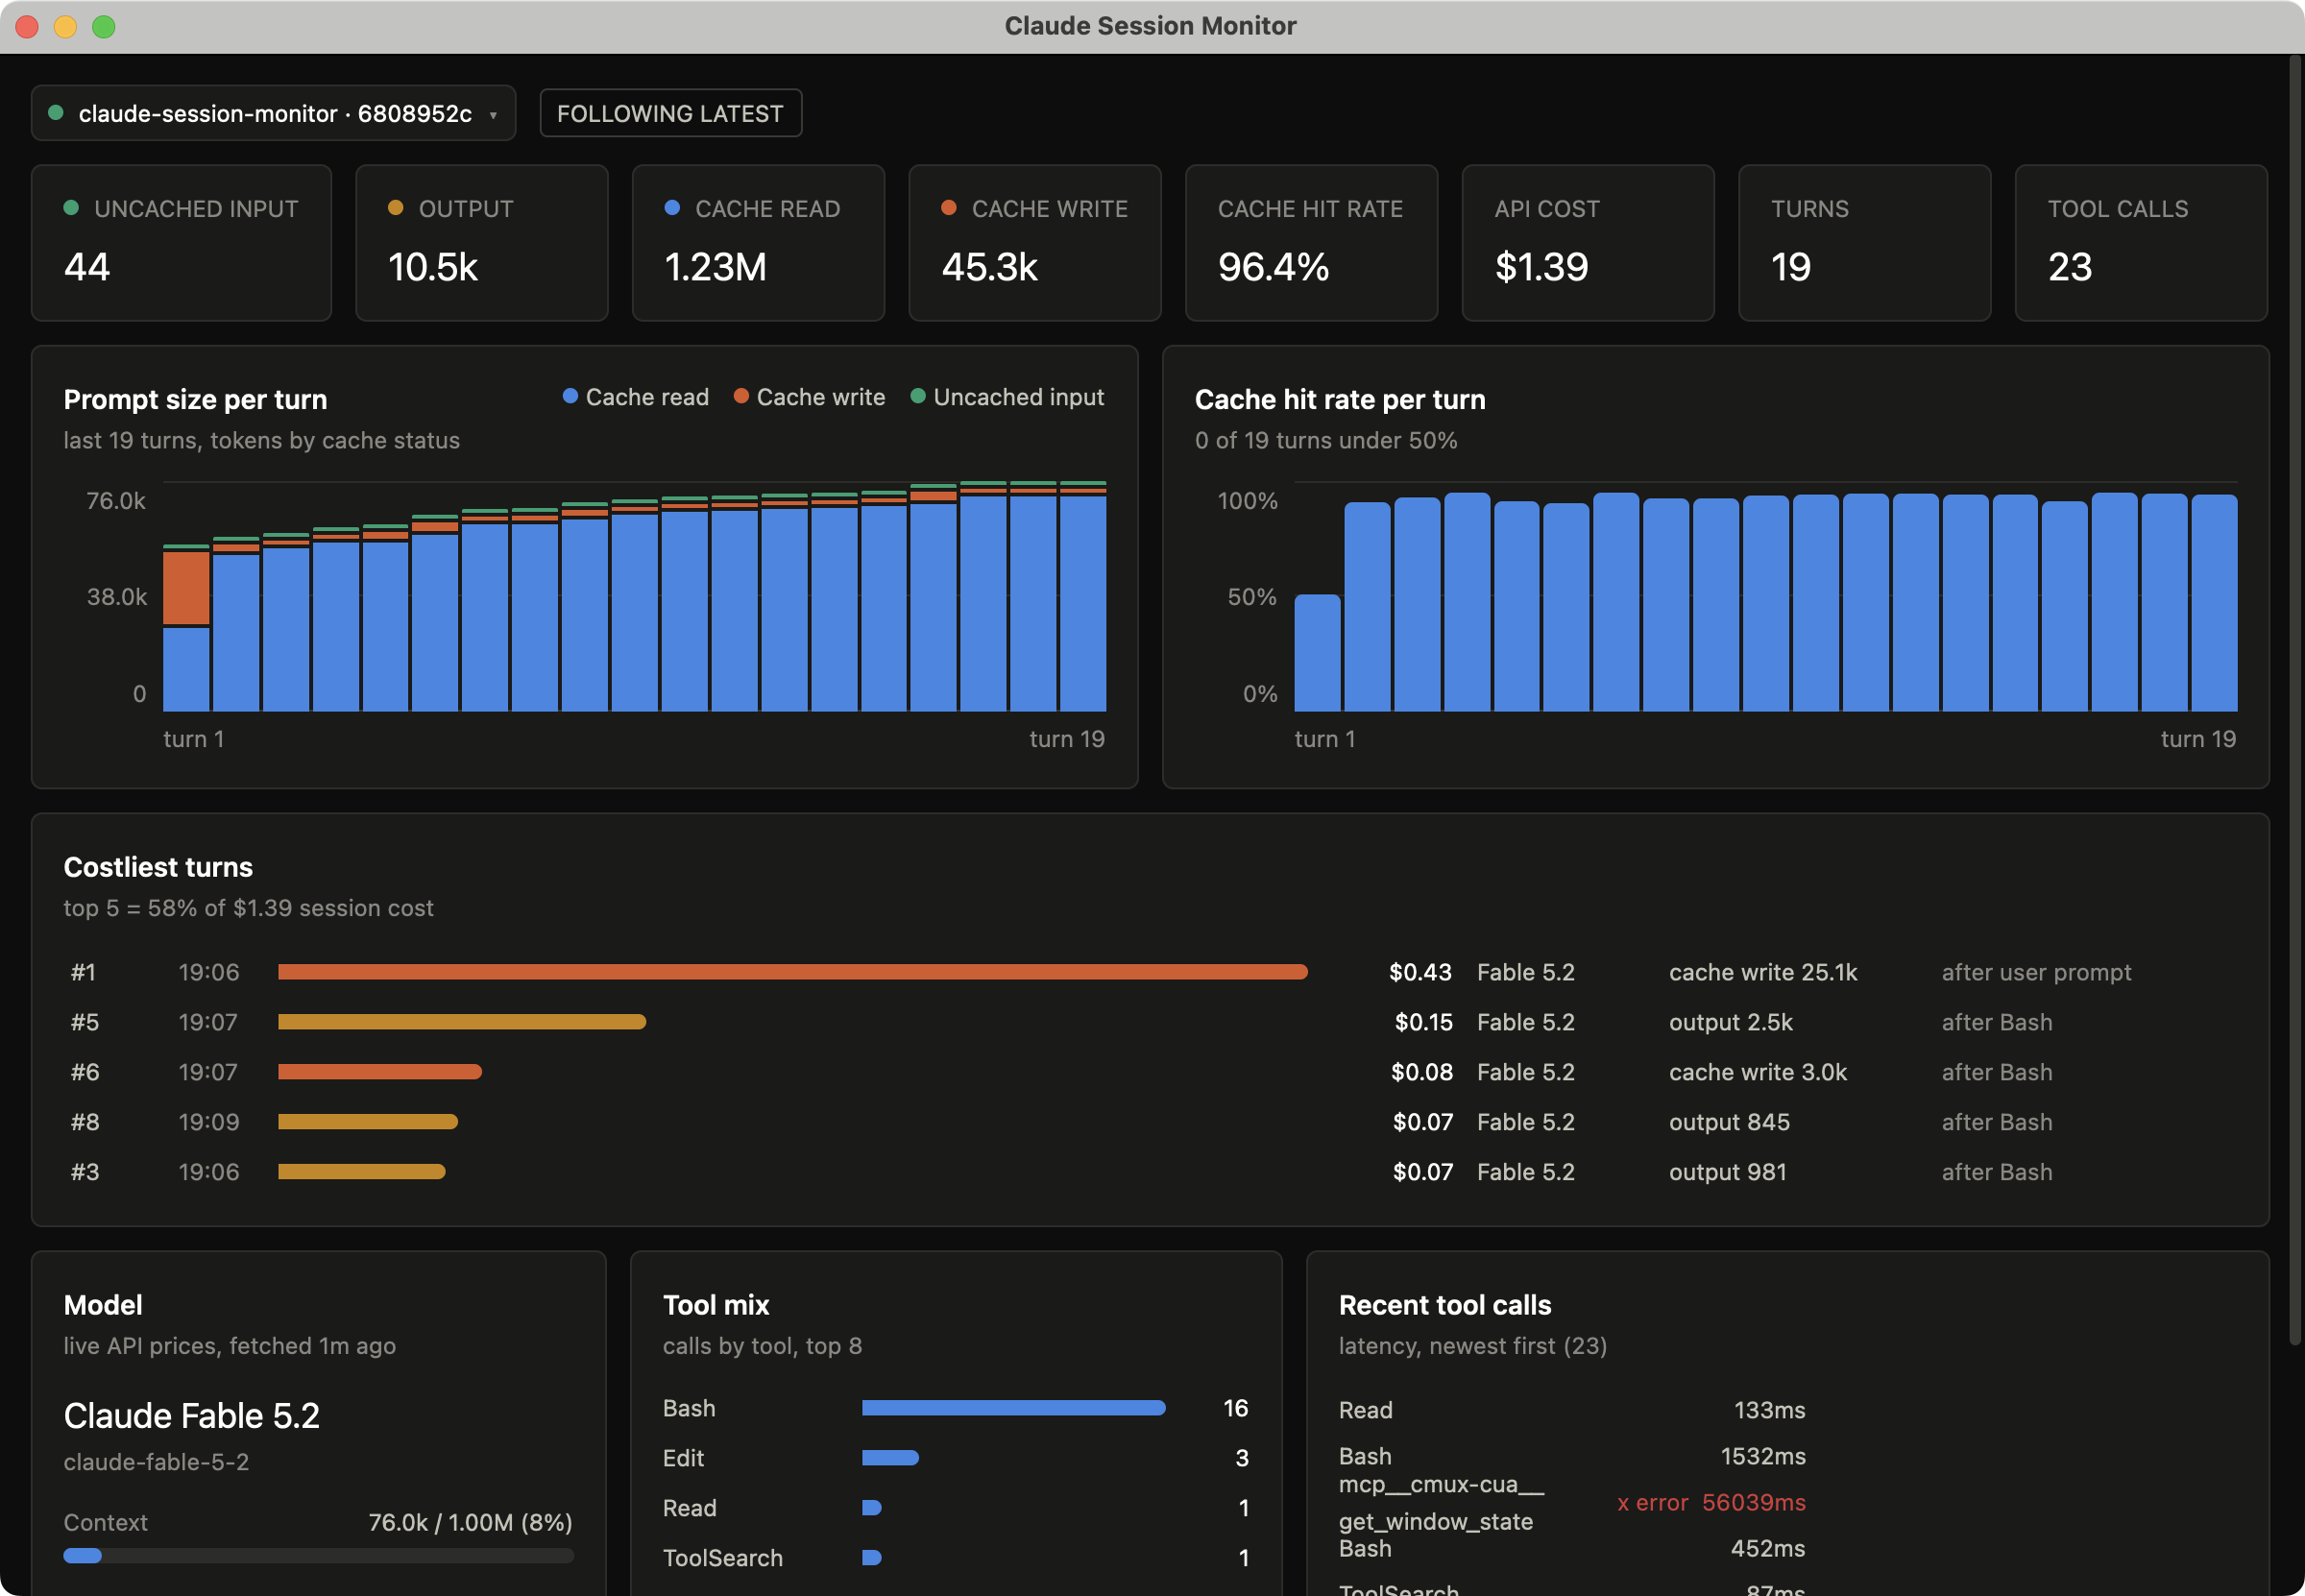 Claude Session Monitor
claude-session-monitor · 6808952c ▾
FOLLOWING LATEST
UNCACHED INPUT
44
OUTPUT
10.5k
CACHE READ
1.23M
CACHE WRITE
45.3k
CACHE HIT RATE
96.4%
API COST
$1.39
TURNS
19
TOOL CALLS
23
Prompt size per turn
Cache read Cache write Uncached input
last 19 turns, tokens by cache status
76.0k
38.0k
0
turn 1 turn 19
Cache hit rate per turn
0 of 19 turns under 50%
100%
50%
0%
turn 1 turn 19
Costliest turns
top 5 = 58% of $1.39 session cost
#1 19:06 $0.43 Fable 5.2 cache write 25.1k after user prompt
#5 19:07 $0.15 Fable 5.2 output 2.5k after Bash
#6 19:07 $0.08 Fable 5.2 cache write 3.0k after Bash
#8 19:09 $0.07 Fable 5.2 output 845 after Bash
#3 19:06 $0.07 Fable 5.2 output 981 after Bash
Model
live API prices, fetched 1m ago
Claude Fable 5.2
claude-fable-5-2
Context 76.0k / 1.00M (8%)
Tool mix
calls by tool, top 8
Bash 16
Edit 3
Read 1
ToolSearch 1
Recent tool calls
latency, newest first (23)
Read 133ms
Bash 1532ms
mcp__cmux-cua__
get_window_state x error 56039ms
Bash 452ms
ToolSearch 87ms